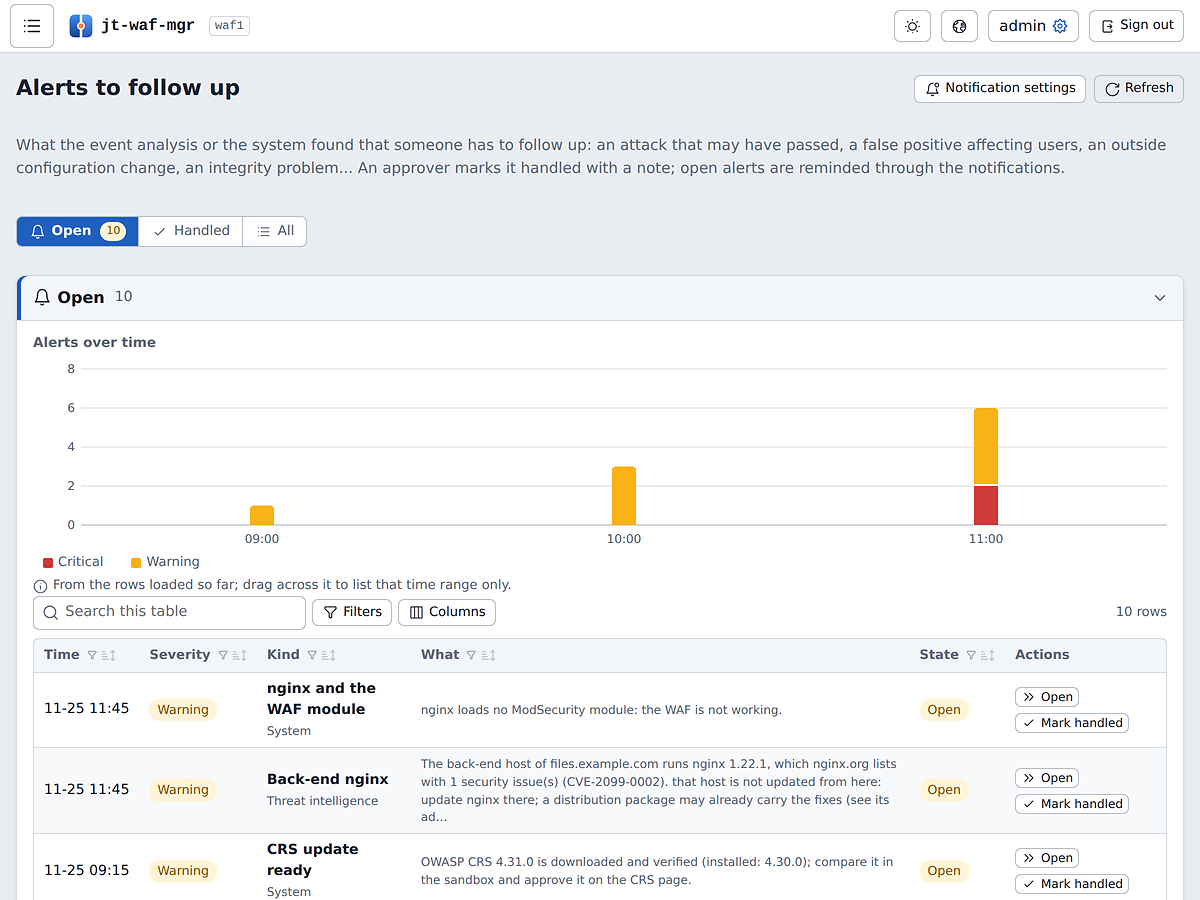 jt-waf-mgr waf1
admin Sign out
Alerts to follow up
Notification settings Refresh
What the event analysis or the system found that someone has to follow up: an attack that may have passed, a false positive affecting users, an outside
configuration change, an integrity problem... An approver marks it handled with a note; open alerts are reminded through the notifications.
Open 10 Handled All
Open 10
Alerts over time
8
6
4
2
0
09:00 10:00 11:00
Critical Warning
From the rows loaded so far; drag across it to list that time range only.
Search this table Filters Columns 10 rows
Time Severity Kind What State Actions
11-25 11:45 Warning
nginx and the
WAF module
System
nginx loads no ModSecurity module: the WAF is not working.
Open
Open
Mark handled
11-25 11:45 Warning
Back-end nginx
Threat intelligence
The back-end host of files.example.com runs nginx 1.22.1, which nginx.org lists
with 1 security issue(s) (CVE-2099-0002). that host is not updated from here:
update nginx there; a distribution package may already carry the fixes (see its
ad...
Open
Open
Mark handled
11-25 09:15 Warning
CRS update
ready
System
OWASP CRS 4.31.0 is downloaded and verified (installed: 4.30.0); compare it in
the sandbox and approve it on the CRS page.
Open
Open
Mark handled